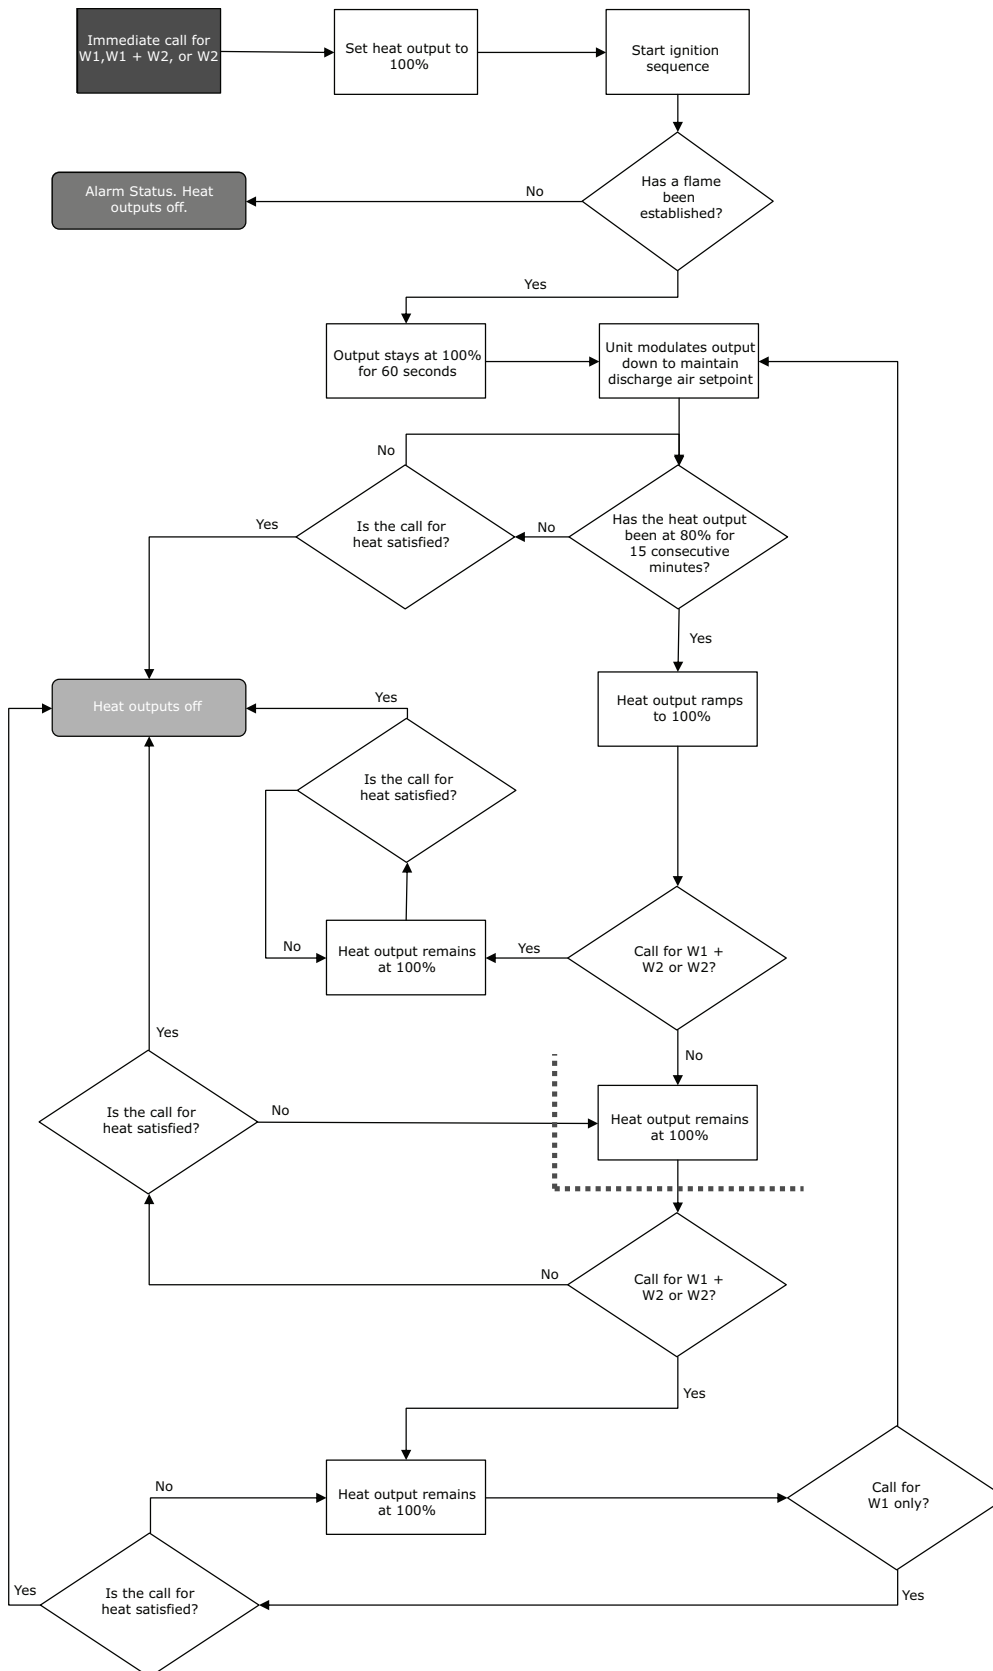 Immediate call for
W1,W1 + W2, or W2
Set heat output to
100%
Start ignition
sequence
Has a flame
been
established?
No
Alarm Status. Heat
outputs off.
Yes
Output stays at 100%
for 60 seconds
Unit modulates output
down to maintain
discharge air setpoint
No
Is the call for
heat satisfied?
Yes
No
Has the heat output
been at 80% for
15 consecutive
minutes?
Yes
Heat outputs off
Yes
Heat output ramps
to 100%
Is the call for
heat satisfied?
No
Heat output remains
at 100%
Yes
Call for W1 +
W2 or W2?
No
Yes
Is the call for
heat satisfied?
No
Heat output remains
at 100%
No
Call for W1 +
W2 or W2?
Yes
No
Heat output remains
at 100%
Call for
W1 only?
Yes
Is the call for
heat satisfied?
Yes